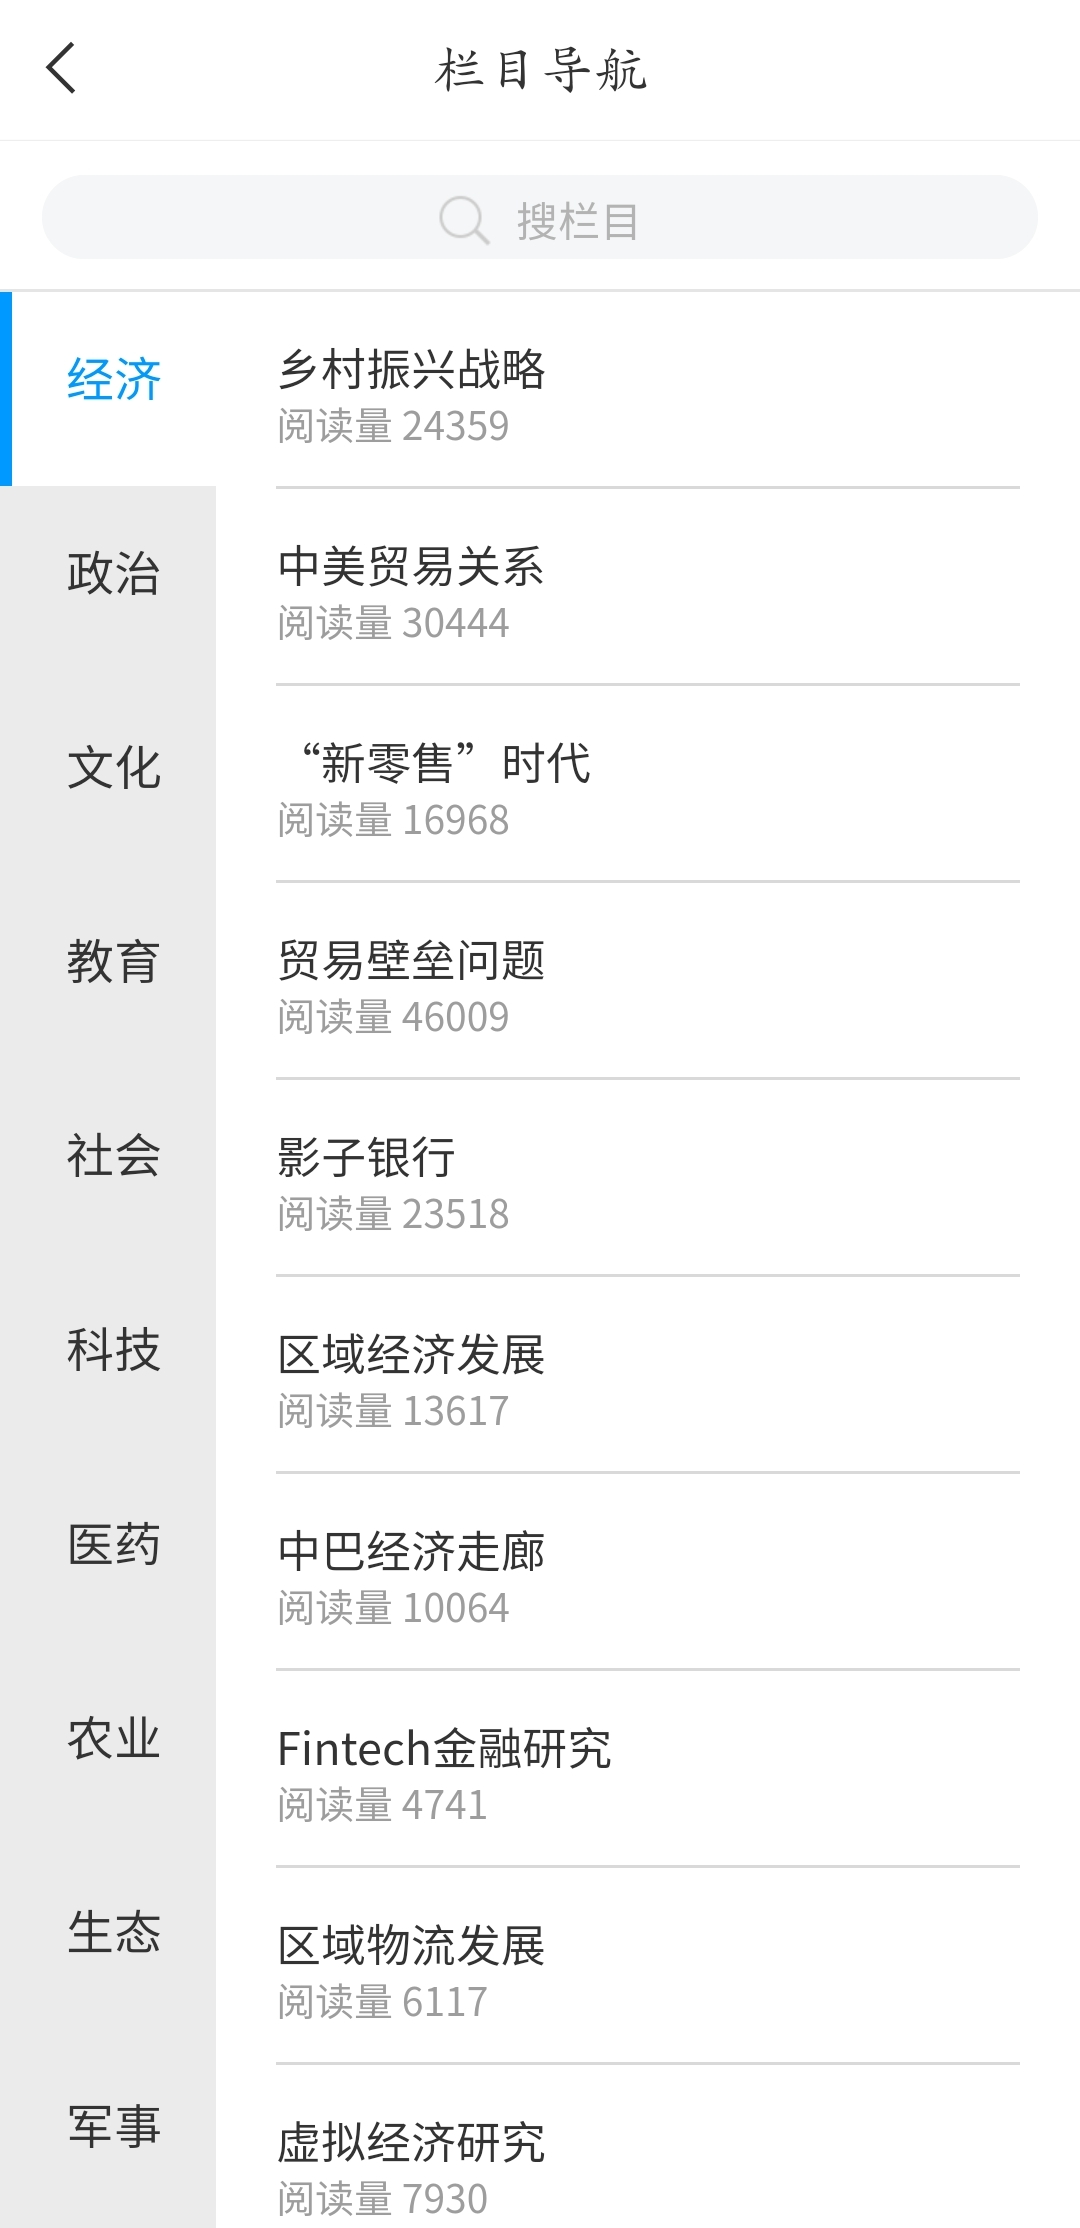 栏目导航
搜栏目
经济
政治
文化
教育
社会
科技
医药
农业
生态
军事
乡村振兴战略
阅读量 24359
中美贸易关系
阅读量 30444
“新零售”时代
阅读量 16968
贸易壁垒问题
阅读量 46009
影子银行
阅读量 23518
区域经济发展
阅读量 13617
中巴经济走廊
阅读量 10064
Fintech金融研究
阅读量 4741
区域物流发展
阅读量 6117
虚拟经济研究
阅读量 7930